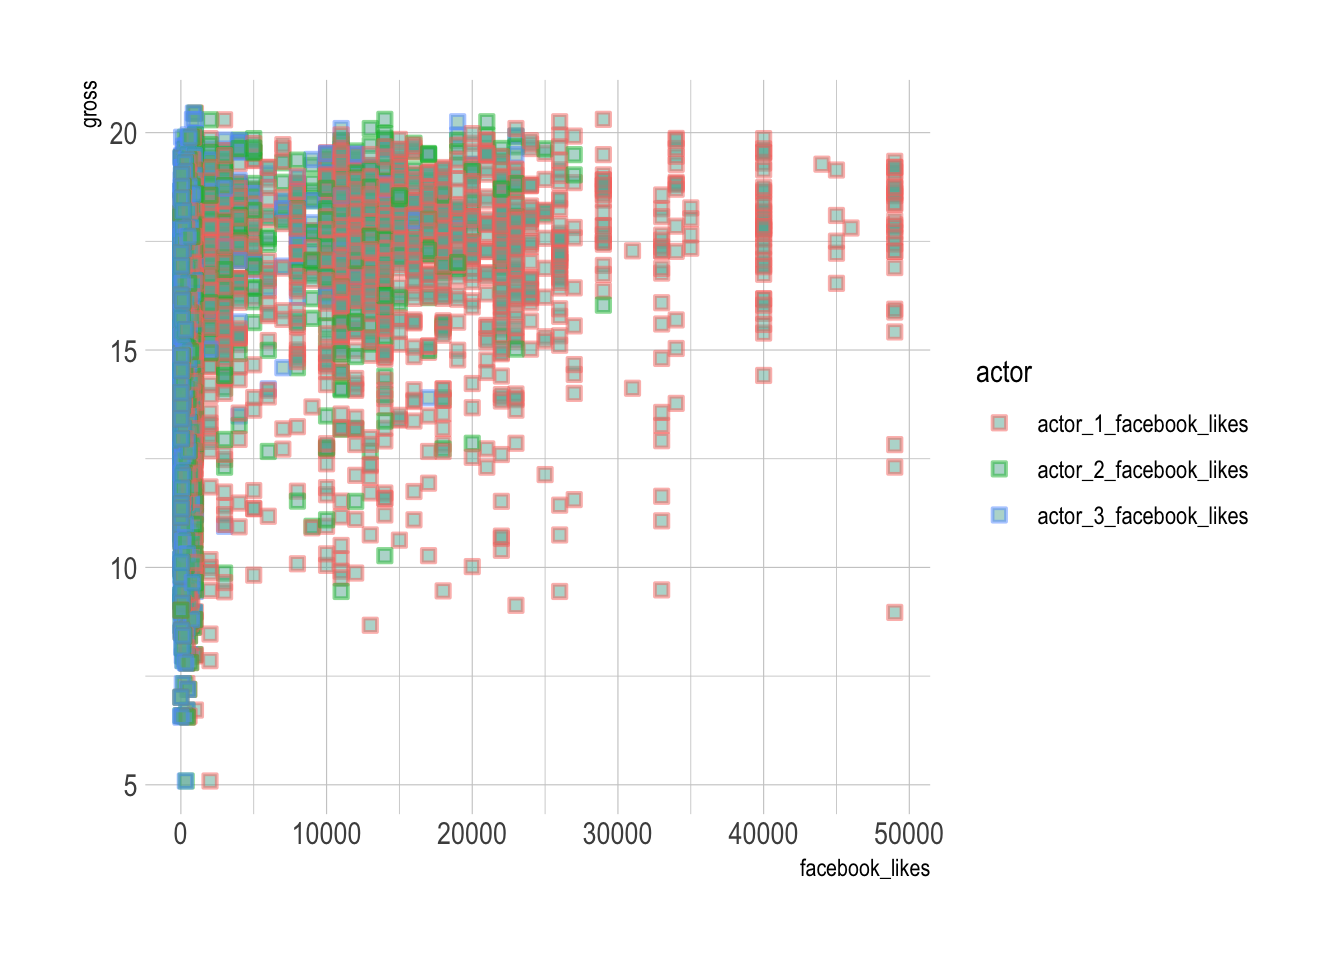 gross
20
15
10
5
0 10000 20000 30000 40000 50000
facebook_likes
actor
actor_1_facebook_likes
actor_2_facebook_likes
actor_3_facebook_likes